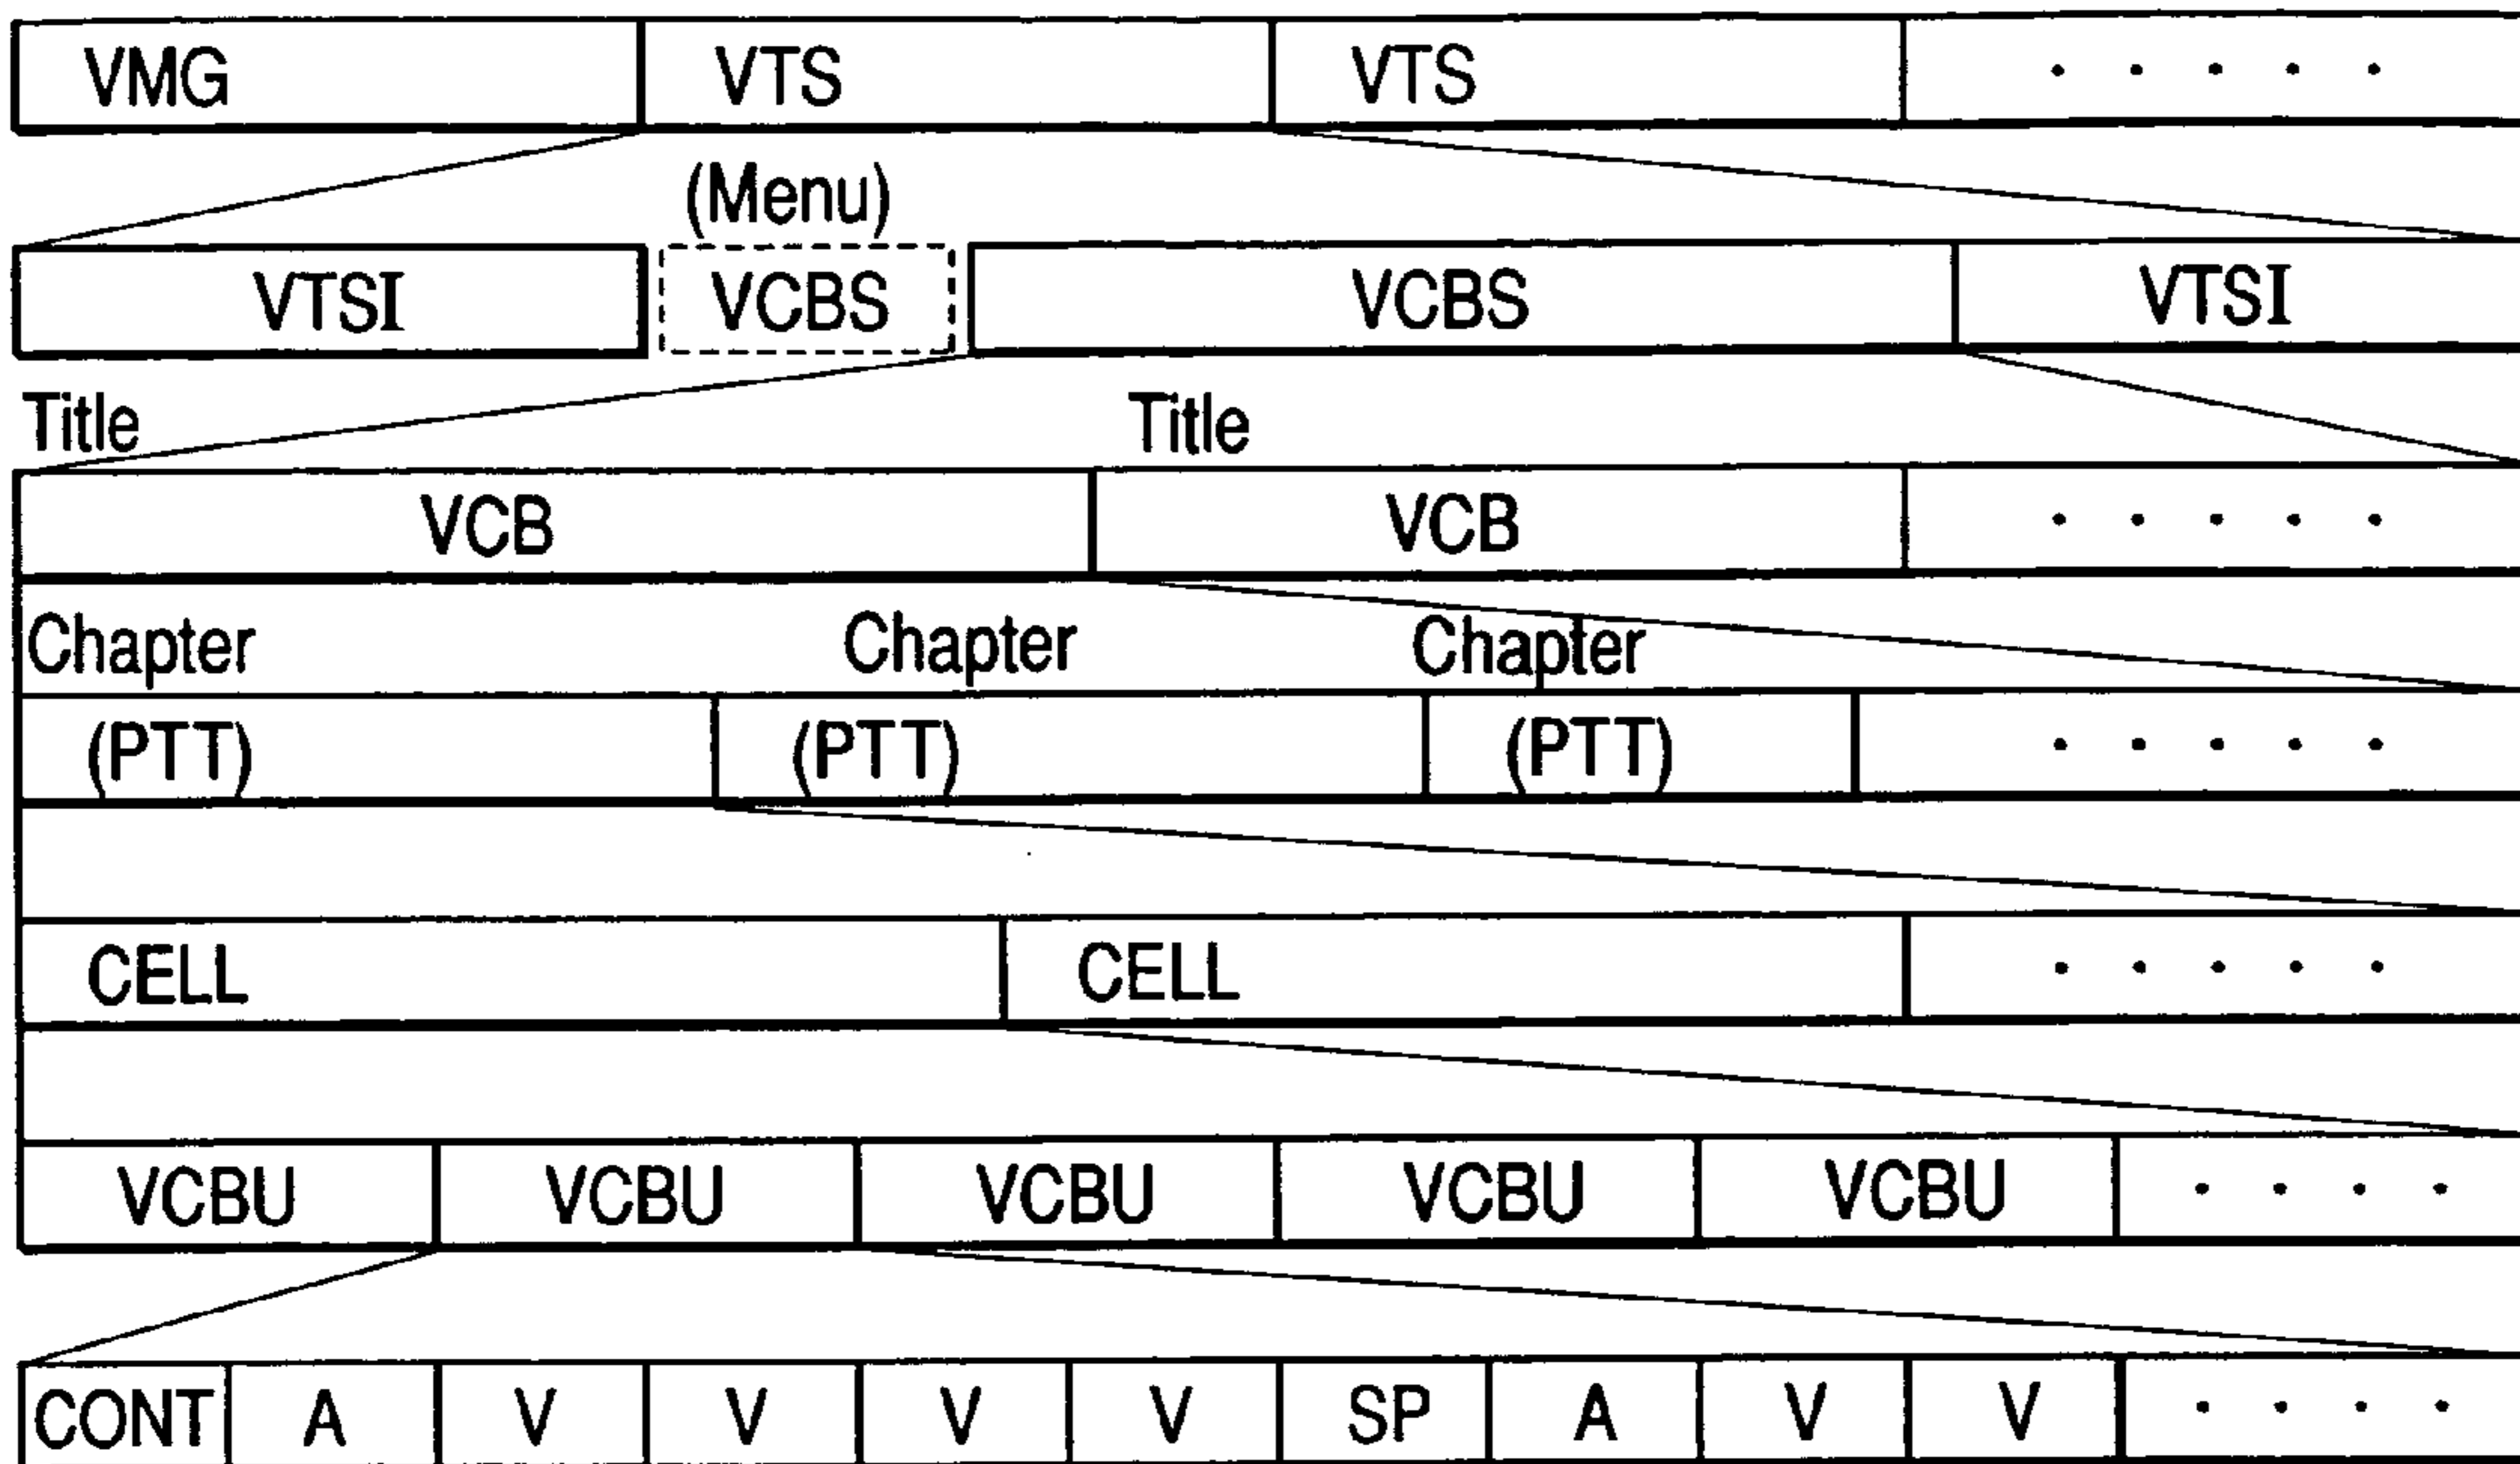 VMG VTS VTS . . . . .
(Menu)
VTSI VCBS VCBS VTSI
Title Title
VCB VCB . . . . .
Chapter Chapter Chapter
(PTT) (PTT) (PTT) . . . . .
CELL CELL . . . . .
VCBU VCBU VCBU VCBU VCBU . . . .
CONT A V V V V SP A V V . . . .